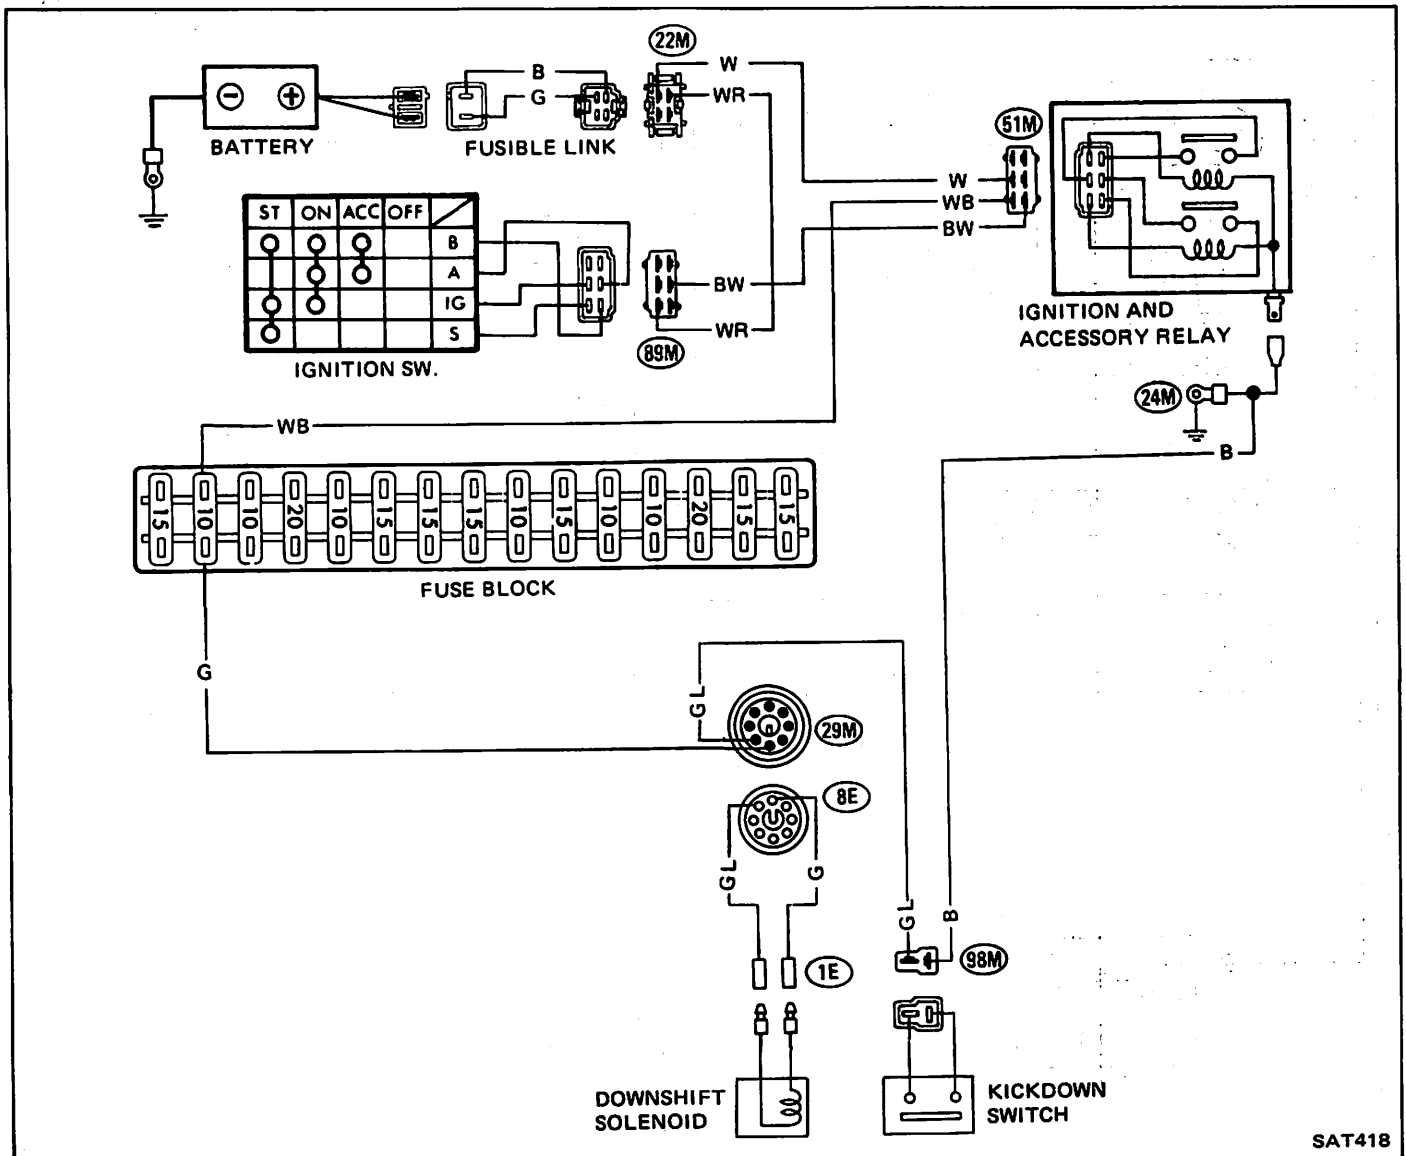 22M
B
G
W
WR
BATTERY
FUSIBLE LINK
51M
W
WB
BW
ST ON ACC OFF
B
A
IG
S
BW
WR
IGNITION SW.
89M
IGNITION AND
ACCESSORY RELAY
24M
WB
B
15 10 10 20 10 15 15 15 10 15 10 10 20 15 15
FUSE BLOCK
G
GL
29M
8E
GL
G
GL
B
1E
98M
DOWNSHIFT
SOLENOID
KICKDOWN
SWITCH
SAT418